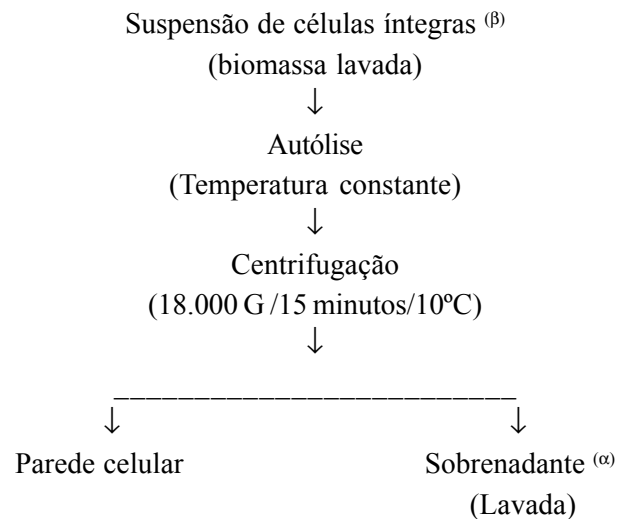 Suspensão de células íntegras (β)
(biomassa lavada)
↓
Autólise
(Temperatura constante)
↓
Centrifugação
(18.000 G /15 minutos/10ºC)
↓
_________________________
↓ ↓
Parede celular Sobrenadante (α)
(Lavada)